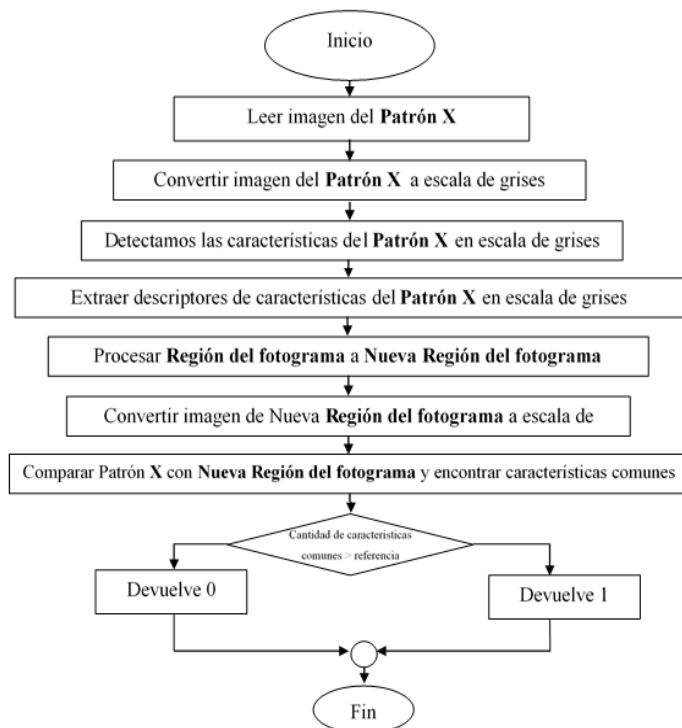 Inicio
Leer imagen del Patrón X
Convertir imagen del Patrón X a escala de grises
Detectamos las características del Patrón X en escala de grises
Extraer descriptores de características del Patrón X en escala de grises
Procesar Región del fotograma a Nueva Región del fotograma
Convertir imagen de Nueva Región del fotograma a escala de
Comparar Patrón X con Nueva Región del fotograma y encontrar características comunes
Cantidad de características
comunes > referencia
Devuelve 0
Devuelve 1
Fin